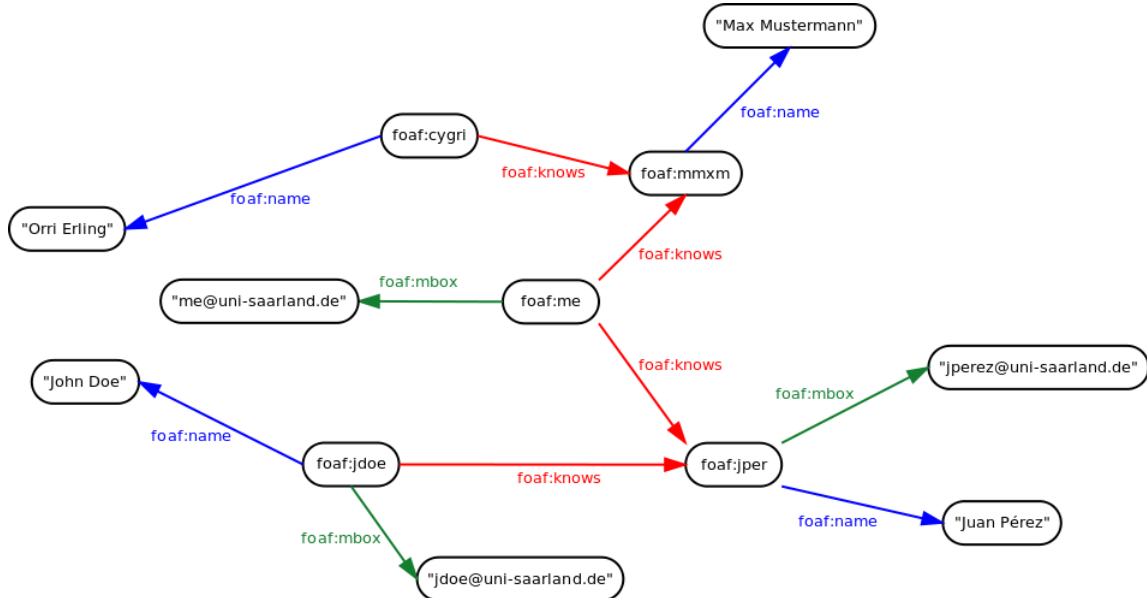 "Max Mustermann"
foaf:name
foaf:cygri
foaf:knows
foaf:mmxm
foaf:name
"Orri Erling"
foaf:knows
foaf:mbox
"me@uni-saarland.de"
foaf:me
foaf:knows
"jperez@uni-saarland.de"
"John Doe"
foaf:mbox
foaf:name
foaf:jdoe
foaf:knows
foaf:jper
foaf:name
"Juan Pérez"
foaf:mbox
"jdoe@uni-saarland.de"